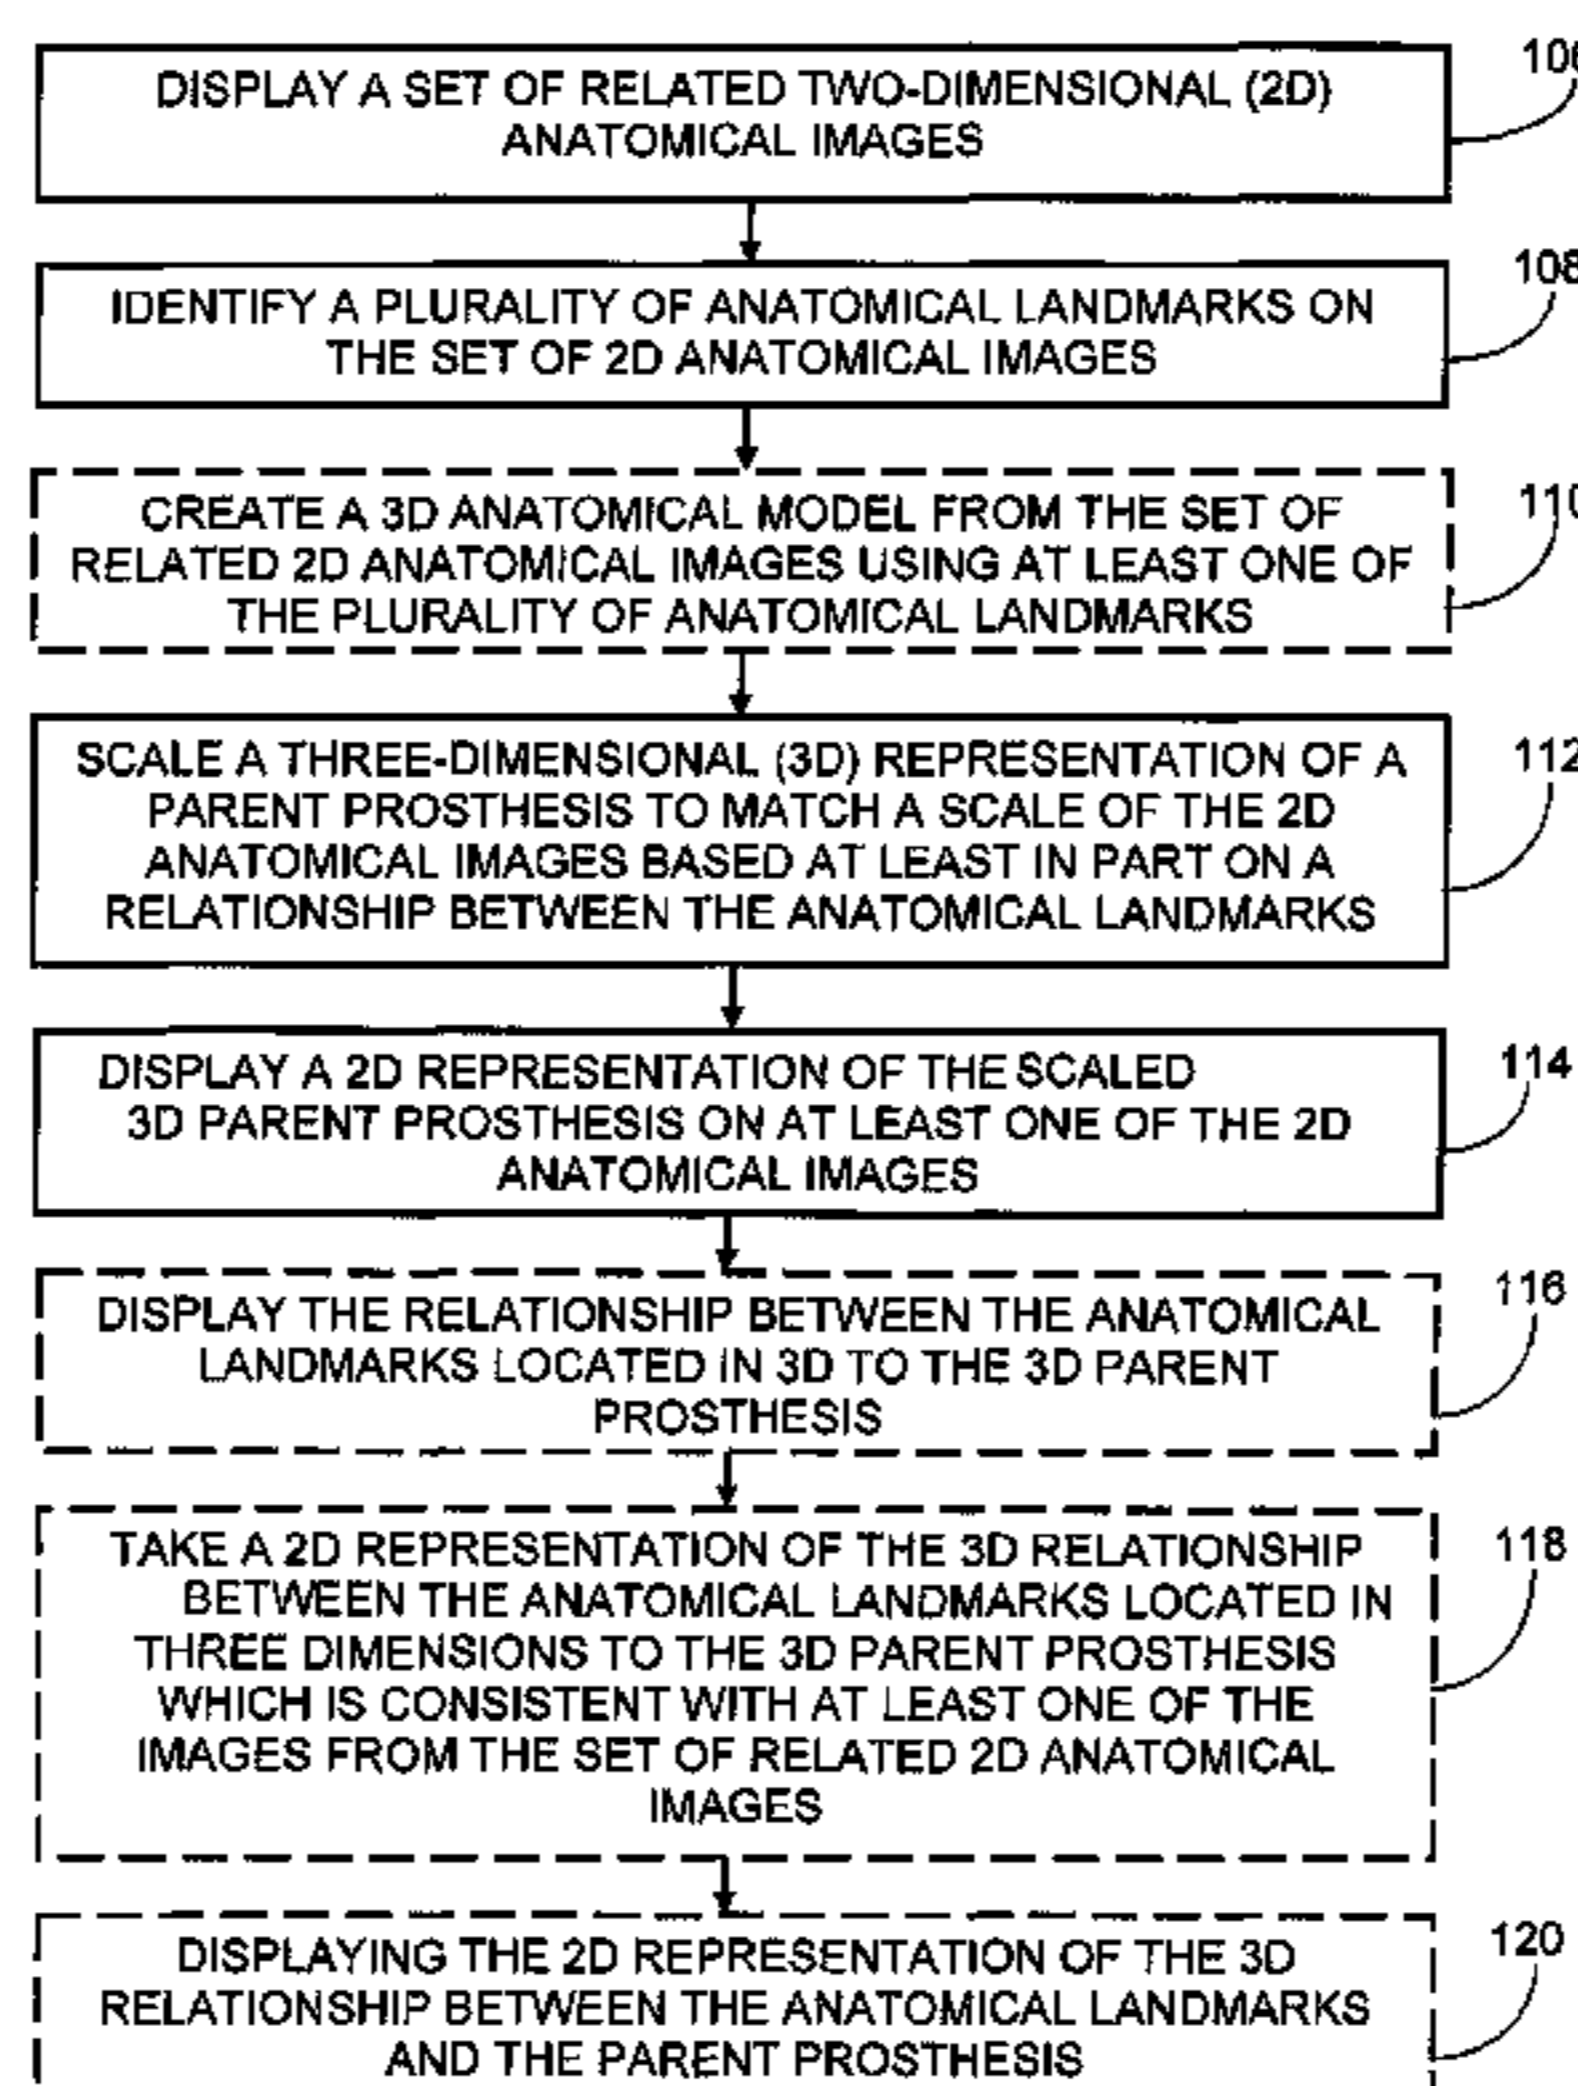 106
DISPLAY A SET OF RELATED TWO-DIMENSIONAL (2D)
ANATOMICAL IMAGES
108
IDENTIFY A PLURALITY OF ANATOMICAL LANDMARKS ON
THE SET OF 2D ANATOMICAL IMAGES
110
CREATE A 3D ANATOMICAL MODEL FROM THE SET OF
RELATED 2D ANATOMICAL IMAGES USING AT LEAST ONE OF
THE PLURALITY OF ANATOMICAL LANDMARKS
112
SCALE A THREE-DIMENSIONAL (3D) REPRESENTATION OF A
PARENT PROSTHESIS TO MATCH A SCALE OF THE 2D
ANATOMICAL IMAGES BASED AT LEAST IN PART ON A
RELATIONSHIP BETWEEN THE ANATOMICAL LANDMARKS
114
DISPLAY A 2D REPRESENTATION OF THE SCALED
3D PARENT PROSTHESIS ON AT LEAST ONE OF THE 2D
ANATOMICAL IMAGES
116
DISPLAY THE RELATIONSHIP BETWEEN THE ANATOMICAL
LANDMARKS LOCATED IN 3D TO THE 3D PARENT
PROSTHESIS
118
TAKE A 2D REPRESENTATION OF THE 3D RELATIONSHIP
BETWEEN THE ANATOMICAL LANDMARKS LOCATED IN
THREE DIMENSIONS TO THE 3D PARENT PROSTHESIS
WHICH IS CONSISTENT WITH AT LEAST ONE OF THE
IMAGES FROM THE SET OF RELATED 2D ANATOMICAL
IMAGES
120
DISPLAYING THE 2D REPRESENTATION OF THE 3D
RELATIONSHIP BETWEEN THE ANATOMICAL LANDMARKS
AND THE PARENT PROSTHESIS